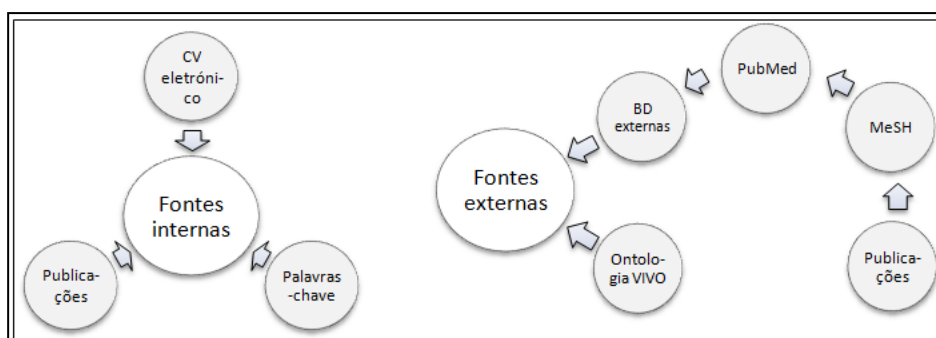 CV
eletróni-
co
Fontes
internas
Publica-
ções
Palavras
-chave
PubMed
BD
externas
MeSH
Fontes
externas
Ontolo-
gia VIVO
Publica-
ções